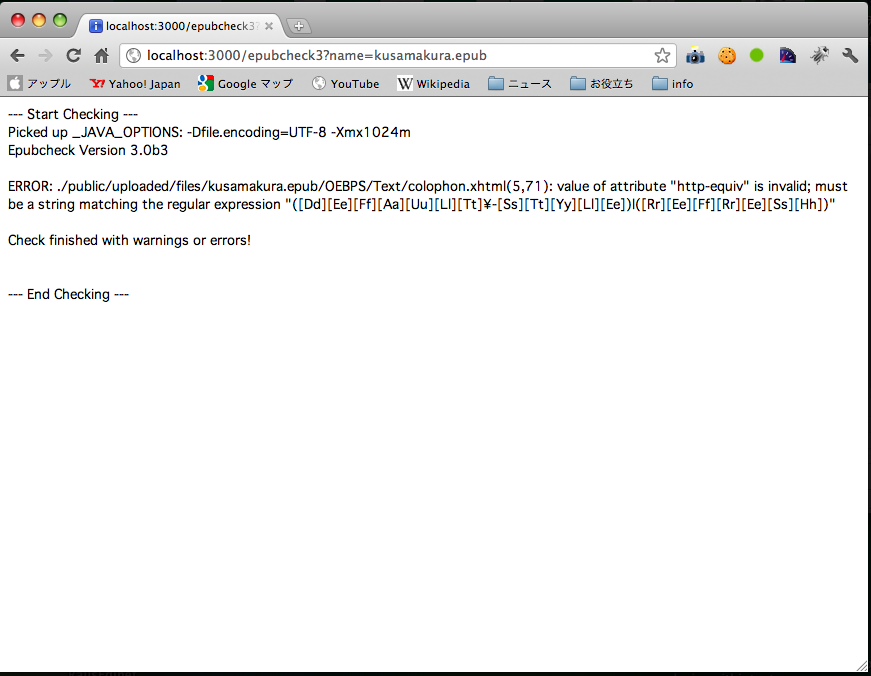 localhost:3000/epubcheck3?
localhost:3000/epubcheck3?name=kusamakura.epub
アップル Yahoo! Japan Google マップ YouTube Wikipedia ニュース お役立ち info
--- Start Checking ---
Picked up _JAVA_OPTIONS: -Dfile.encoding=UTF-8 -Xmx1024m
Epubcheck Version 3.0b3
ERROR: ./public/uploaded/files/kusamakura.epub/OEBPS/Text/colophon.xhtml(5,71): value of attribute "http-equiv" is invalid; must
be a string matching the regular expression "([Dd][Ee][Ff][Aa][Uu][Ll][Tt]¥-[Ss][Tt][Yy][Ll][Ee])|([Rr][Ee][Ff][Rr][Ee][Ss][Hh])"
Check finished with warnings or errors!
--- End Checking ---